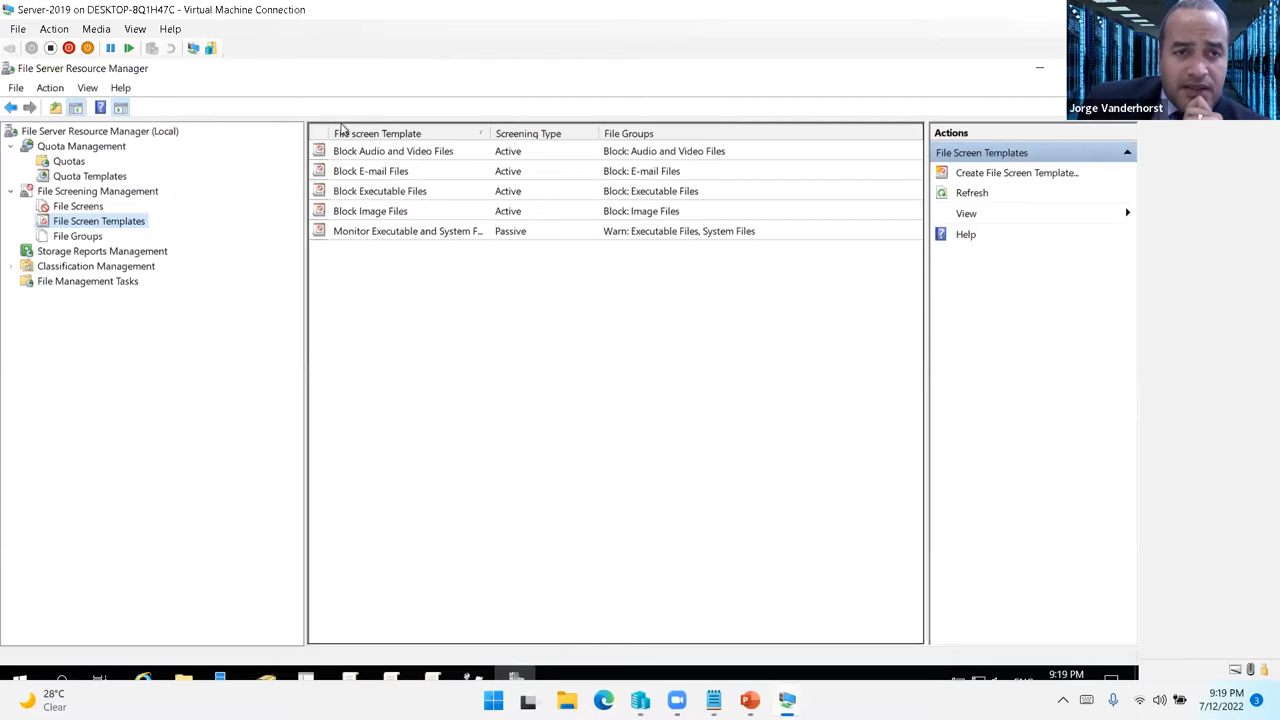 Server-2019 on DESKTOP-8Q1H47C - Virtual Machine Connection
File Action Media View Help
File Server Resource Manager
File Action View Help
Jorge Vanderhorst
File Server Resource Manager (Local)
Quota Management
Quotas
Quota Templates
File Screening Management
File Screens
File Screen Templates
File Groups
Storage Reports Management
Classification Management
File Management Tasks
File screen Template Screening Type File Groups
Block Audio and Video Files Active Block: Audio and Video Files
Block E-mail Files Active Block: E-mail Files
Block Executable Files Active Block: Executable Files
Block Image Files Active Block: Image Files
Monitor Executable and System F... Passive Warn: Executable Files, System Files
Actions
File Screen Templates
Create File Screen Template...
Refresh
View
Help
9:19 PM
28°C
Clear
9:19 PM
7/12/2022
3